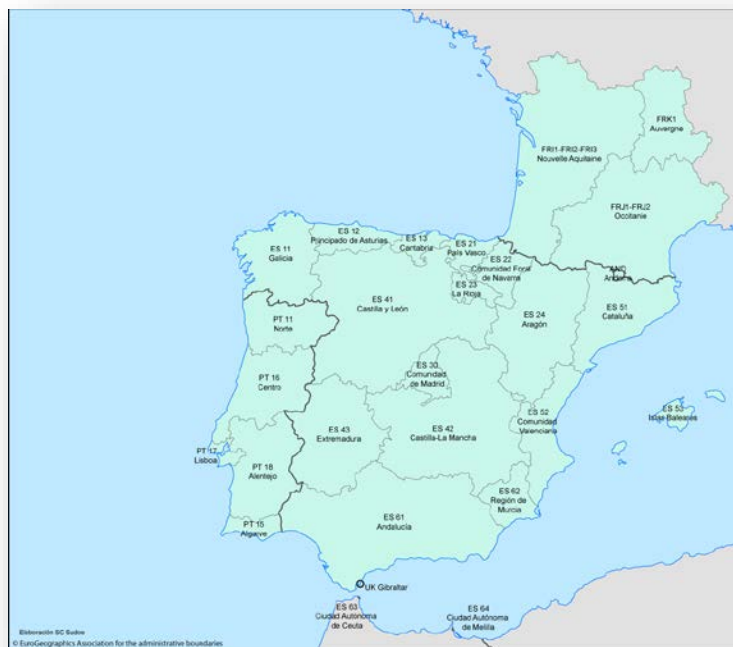 FRK1
Auvergne
FRI1-FRI2-FRI3
Nouvelle Aquitaine
FRJ1-FRJ2
Occitanie
ES 12
Principado de Asturias
ES 13
Cantabria
ES 21
País Vasco
ES 11
Galicia
ES 22
Comunidad Foral
de Navarra
AND
Andorra
ES 23
La Rioja
ES 41
Castilla y León
ES 24
Aragón
ES 51
Cataluña
PT 11
Norte
ES 30
Comunidad
de Madrid
PT 16
Centro
ES 53
Islas Baleares
ES 52
Comunidad
Valenciana
ES 43
Extremadura
ES 42
Castilla-La Mancha
PT 17
Lisboa
PT 18
Alentejo
ES 62
Región de
Murcia
ES 61
Andalucía
PT 15
Algarve
UK Gibraltar
ES 63
Ciudad Autónoma
de Ceuta
ES 64
Ciudad Autónoma
de Melilla
Elaboración SC Sudoe
© EuroGeographics Association for the administrative boundaries